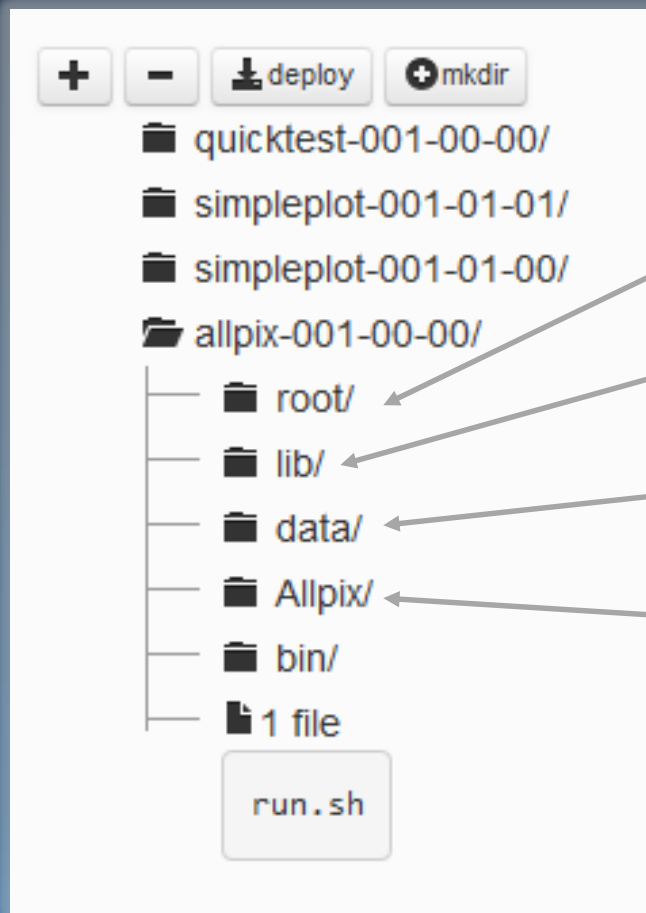 + - deploy mkdir
quicktest-001-00-00/
simpleplot-001-01-01/
simpleplot-001-01-00/
allpix-001-00-00/
root/
lib/
data/
Allpix/
bin/
1 file
run.sh